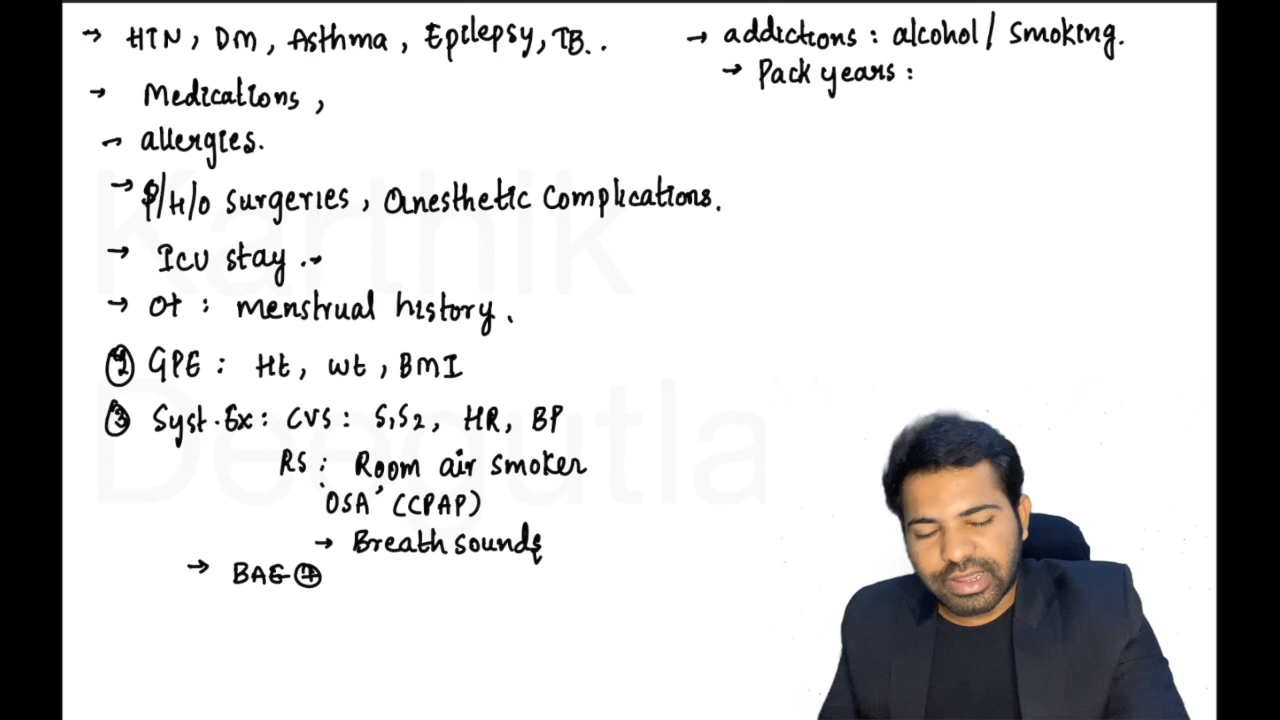 → HTN, DM, Asthma, Epilepsy, TB..
→ Medications,
→ allergies.
→ P/H/O surgeries, Anesthetic Complications.
→ ICU stay ..
→ Ot : menstrual history.
② GPE : Ht, wt, BMI
③ Syst. Ex : CVS : S1S2, HR, BP
RS : Room air smoker
'OSA' (CPAP)
→ Breath sounds
→ BAE ⊕
→ addictions : alcohol / Smoking.
→ Pack years :
Karthik
Deegutla